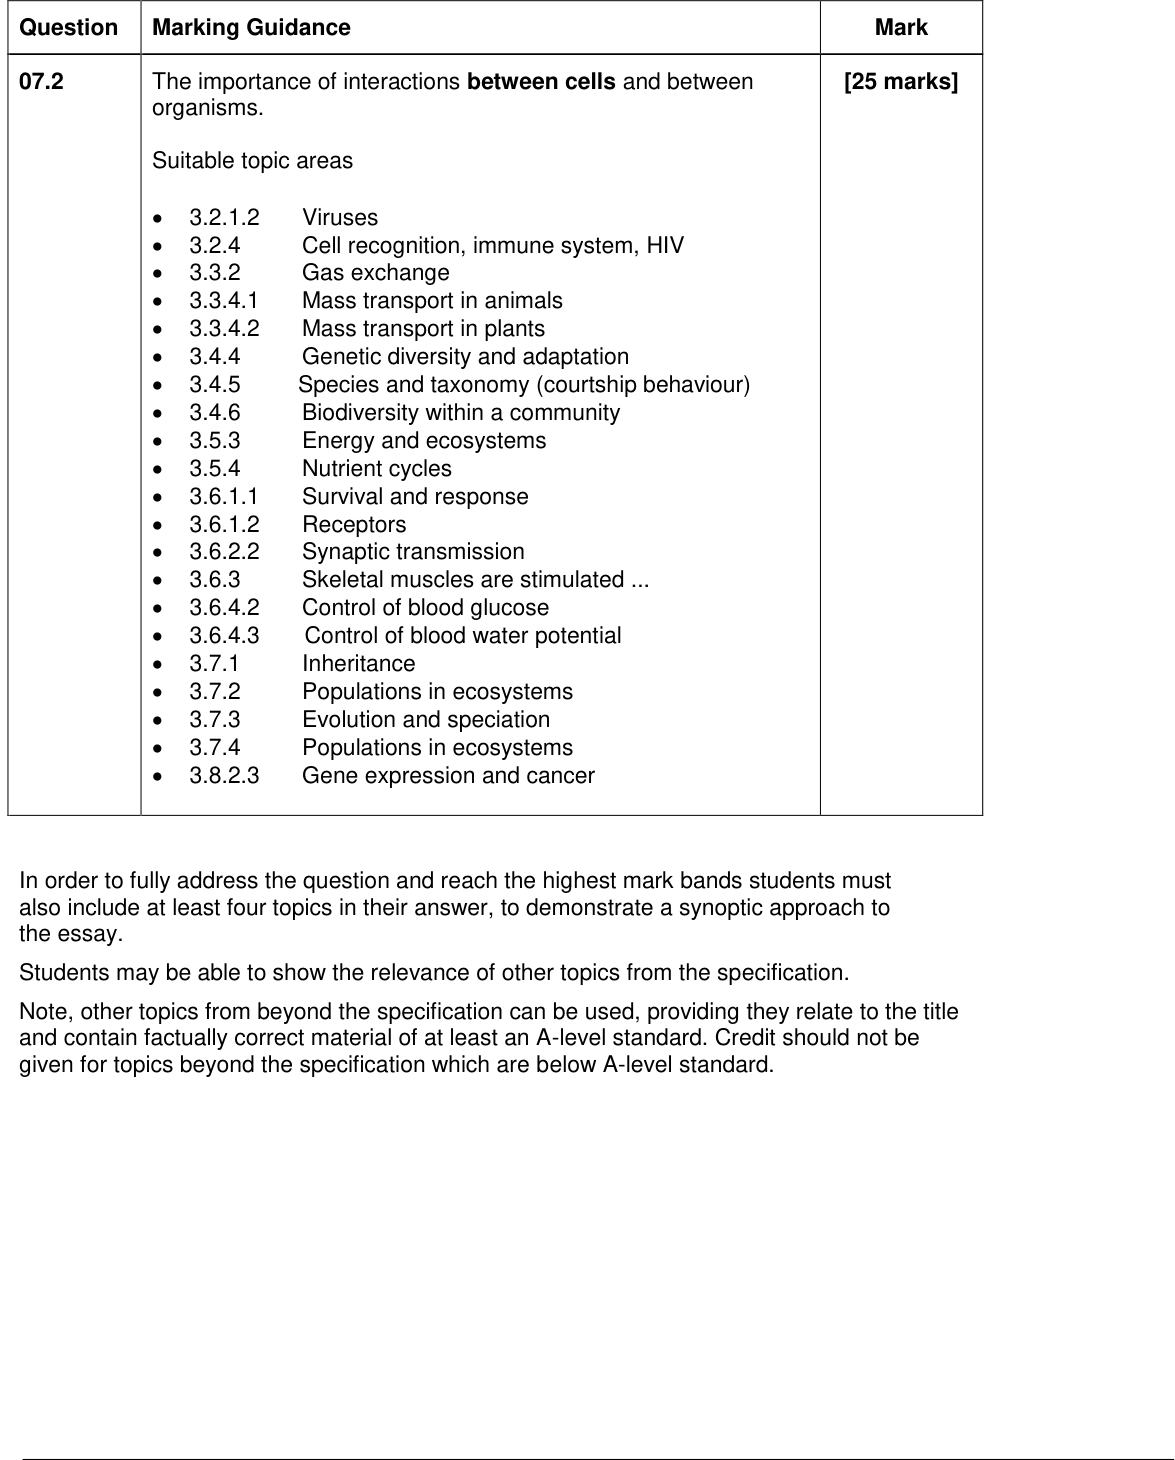 Question Marking Guidance Mark
07.2 The importance of interactions between cells and between [25 marks]
organisms.
Suitable topic areas
• 3.2.1.2 Viruses
• 3.2.4 Cell recognition, immune system, HIV
• 3.3.2 Gas exchange
• 3.3.4.1 Mass transport in animals
• 3.3.4.2 Mass transport in plants
• 3.4.4 Genetic diversity and adaptation
• 3.4.5 Species and taxonomy (courtship behaviour)
• 3.4.6 Biodiversity within a community
• 3.5.3 Energy and ecosystems
• 3.5.4 Nutrient cycles
• 3.6.1.1 Survival and response
• 3.6.1.2 Receptors
• 3.6.2.2 Synaptic transmission
• 3.6.3 Skeletal muscles are stimulated ...
• 3.6.4.2 Control of blood glucose
• 3.6.4.3 Control of blood water potential
• 3.7.1 Inheritance
• 3.7.2 Populations in ecosystems
• 3.7.3 Evolution and speciation
• 3.7.4 Populations in ecosystems
• 3.8.2.3 Gene expression and cancer
In order to fully address the question and reach the highest mark bands students must
also include at least four topics in their answer, to demonstrate a synoptic approach to
the essay.
Students may be able to show the relevance of other topics from the specification.
Note, other topics from beyond the specification can be used, providing they relate to the title
and contain factually correct material of at least an A-level standard. Credit should not be
given for topics beyond the specification which are below A-level standard.